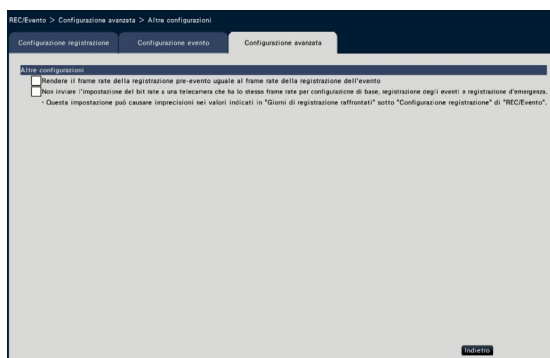 REC/Evento > Configurazione avanzata > Altre configurazioni
Configurazione registrazione
Configurazione evento
Configurazione avanzata
Altre configurazioni
Rendere il frame rate della registrazione pre-evento uguale al frame rate della registrazione dell'evento
Non inviare l'impostazione del bit rate a una telecamera che ha lo stesso frame rate per configurazione di base, registrazione degli eventi e registrazione d'emergenza.
· Questa impostazione può causare imprecisioni nei valori indicati in "Giorni di registrazione raffrontati" sotto "Configurazione registrazione" di "REC/Evento".
Indietro